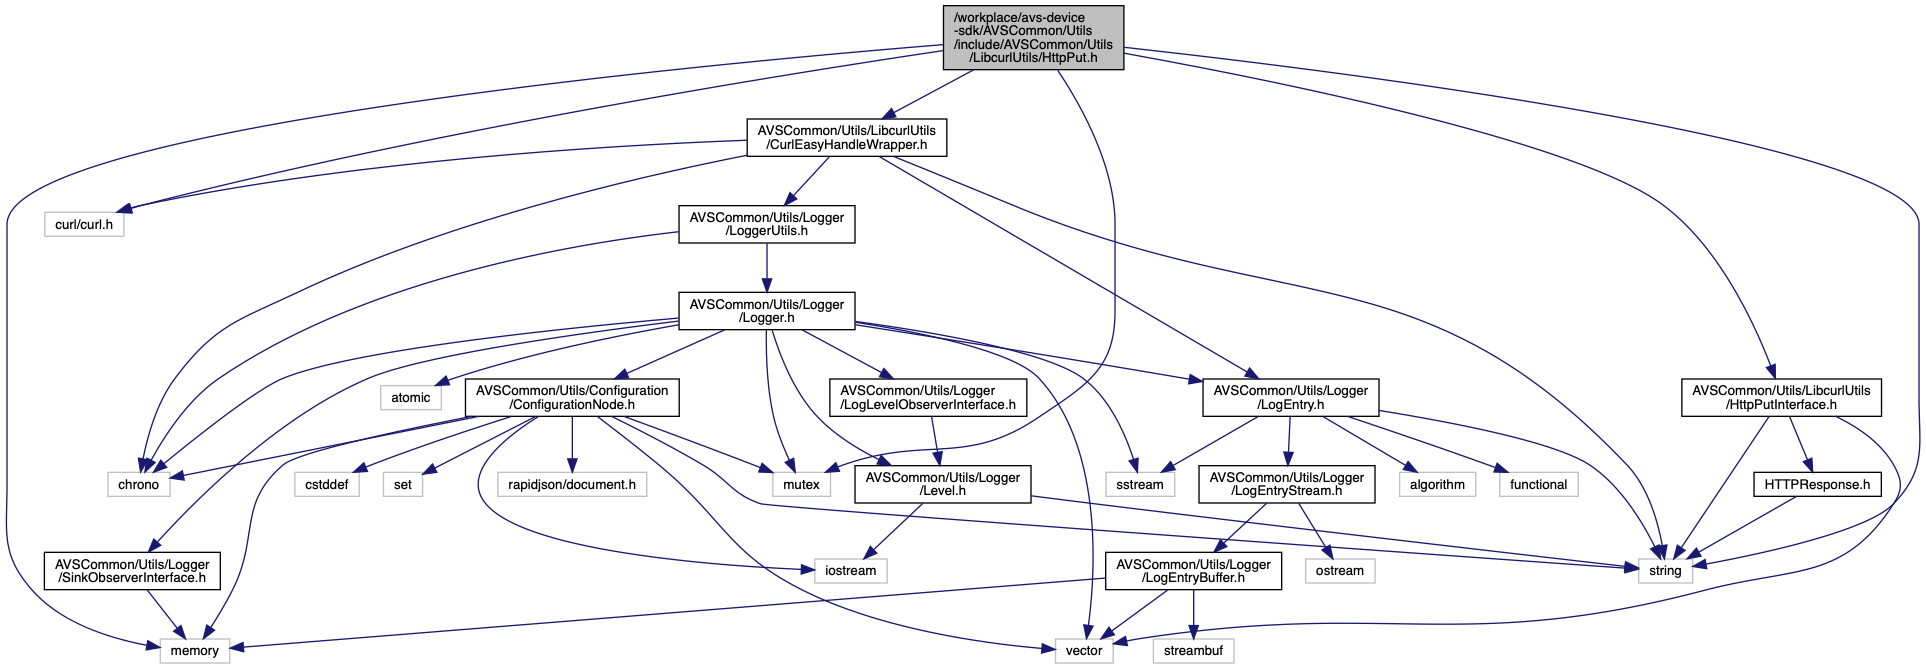 /workplace/avs-device
-sdk/AVSCommon/Utils
/include/AVSCommon/Utils
/LibcurlUtils/HttpPut.h
AVSCommon/Utils/LibcurlUtils
/CurlEasyHandleWrapper.h
curl/curl.h
AVSCommon/Utils/Logger
/LoggerUtils.h
AVSCommon/Utils/Logger
/Logger.h
atomic
AVSCommon/Utils/Configuration
/ConfigurationNode.h
AVSCommon/Utils/Logger
/LogLevelObserverInterface.h
AVSCommon/Utils/Logger
/LogEntry.h
AVSCommon/Utils/LibcurlUtils
/HttpPutInterface.h
chrono
cstddef
set
rapidjson/document.h
mutex
AVSCommon/Utils/Logger
/Level.h
sstream
AVSCommon/Utils/Logger
/LogEntryStream.h
algorithm
functional
HTTPResponse.h
AVSCommon/Utils/Logger
/SinkObserverInterface.h
iostream
AVSCommon/Utils/Logger
/LogEntryBuffer.h
ostream
string
memory
vector
streambuf